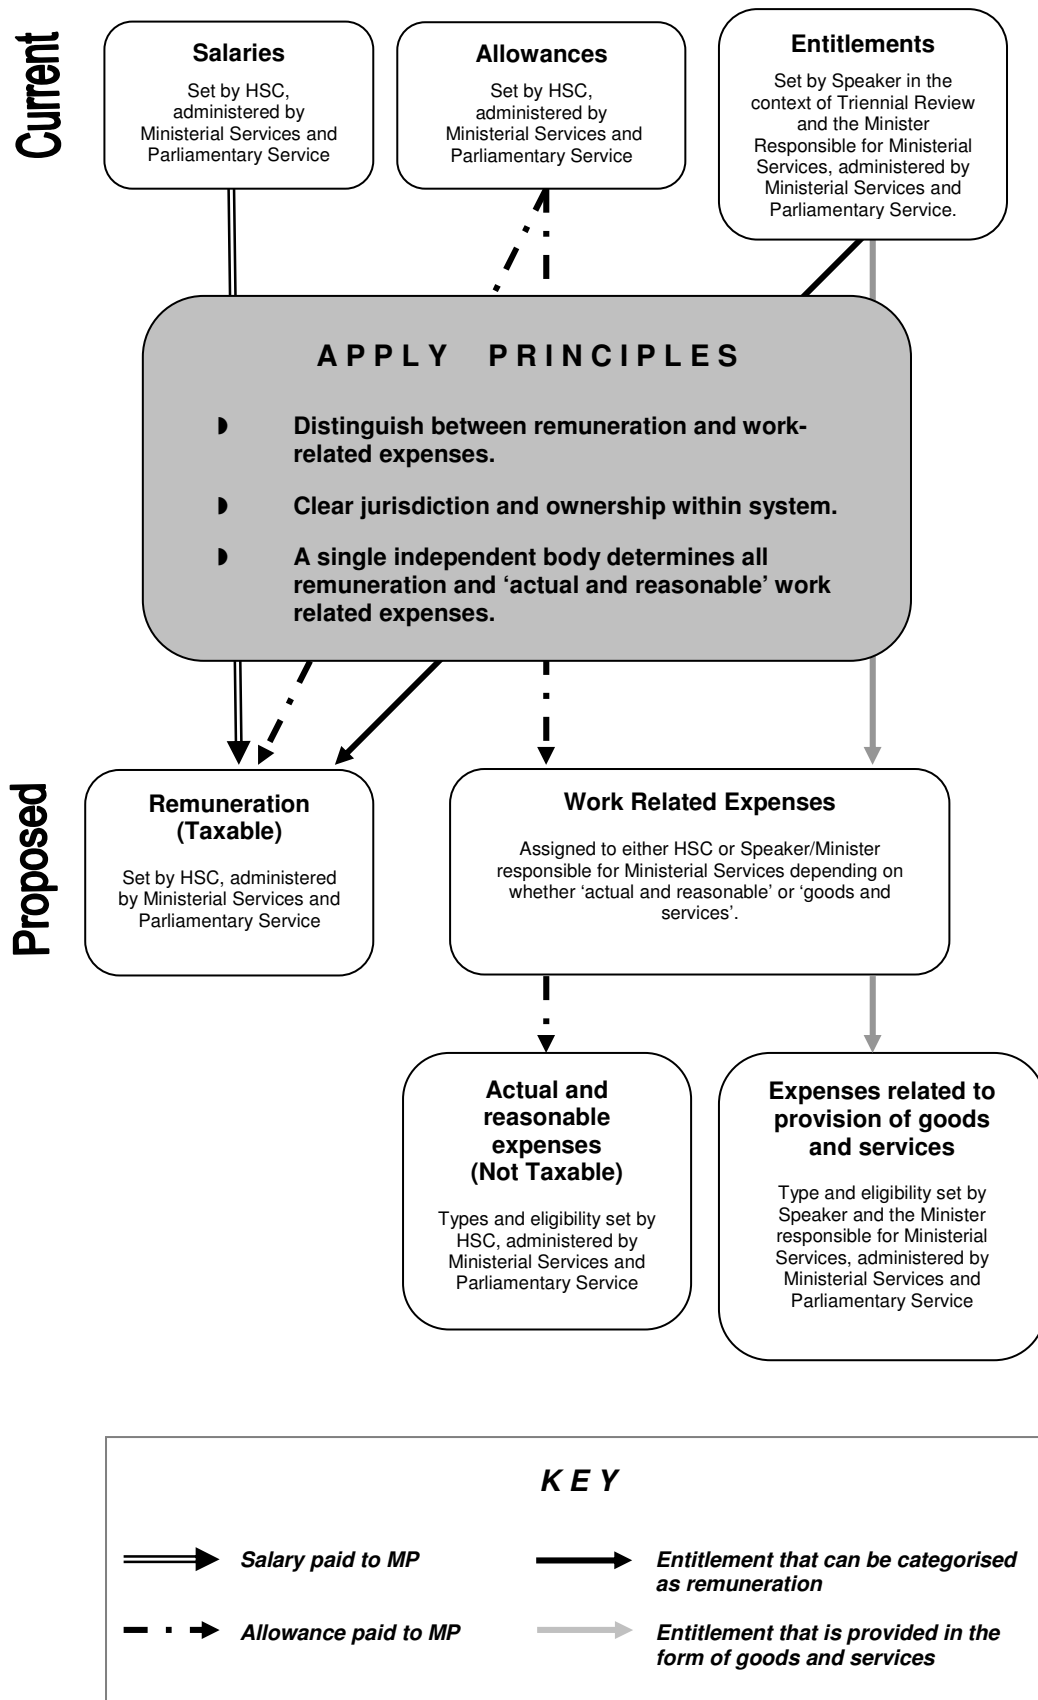 Current
Salaries
Set by HSC,
administered by
Ministerial Services and
Parliamentary Service
Allowances
Set by HSC,
administered by
Ministerial Services and
Parliamentary Service
Entitlements
Set by Speaker in the
context of Triennial Review
and the Minister
Responsible for Ministerial
Services, administered by
Ministerial Services and
Parliamentary Service.
APPLY PRINCIPLES
Distinguish between remuneration and work-
related expenses.
Clear jurisdiction and ownership within system.
A single independent body determines all
remuneration and ‘actual and reasonable’ work
related expenses.
Proposed
Remuneration
(Taxable)
Set by HSC, administered
by Ministerial Services and
Parliamentary Service
Work Related Expenses
Assigned to either HSC or Speaker/Minister
responsible for Ministerial Services depending on
whether ‘actual and reasonable’ or ‘goods and
services’.
Actual and
reasonable
expenses
(Not Taxable)
Types and eligibility set by
HSC, administered by
Ministerial Services and
Parliamentary Service
Expenses related to
provision of goods
and services
Type and eligibility set by
Speaker and the Minister
responsible for Ministerial
Services, administered by
Ministerial Services and
Parliamentary Service
KEY
Salary paid to MP
Entitlement that can be categorised
as remuneration
Allowance paid to MP
Entitlement that is provided in the
form of goods and services